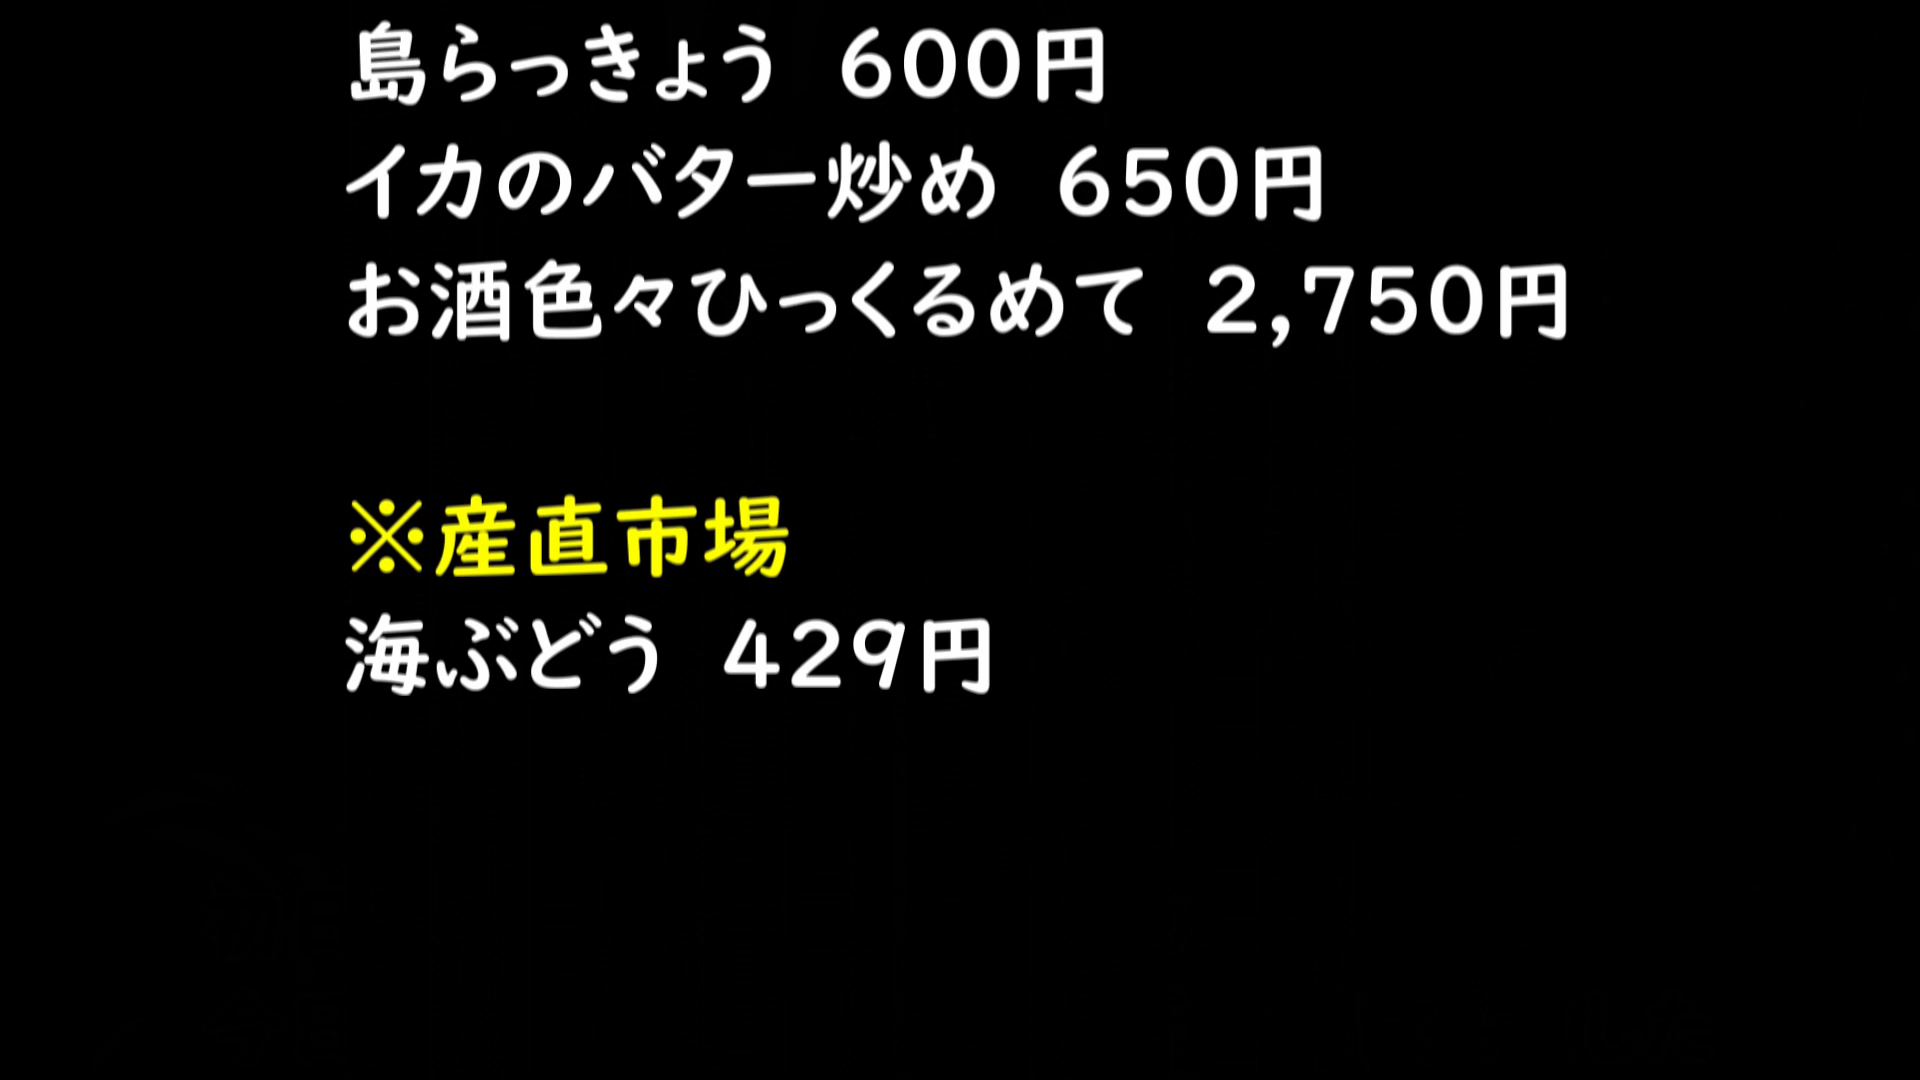 島らっきょう 600円
イカのバター炒め 650円
お酒色々ひっくるめて 2,750円
※産直市場
海ぶどう 429円